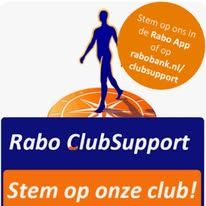 Stem op ons in
de Rabo App
of op
rabobank.nl/
clubsupport
Rabo ClubSupport
Stem op onze club!